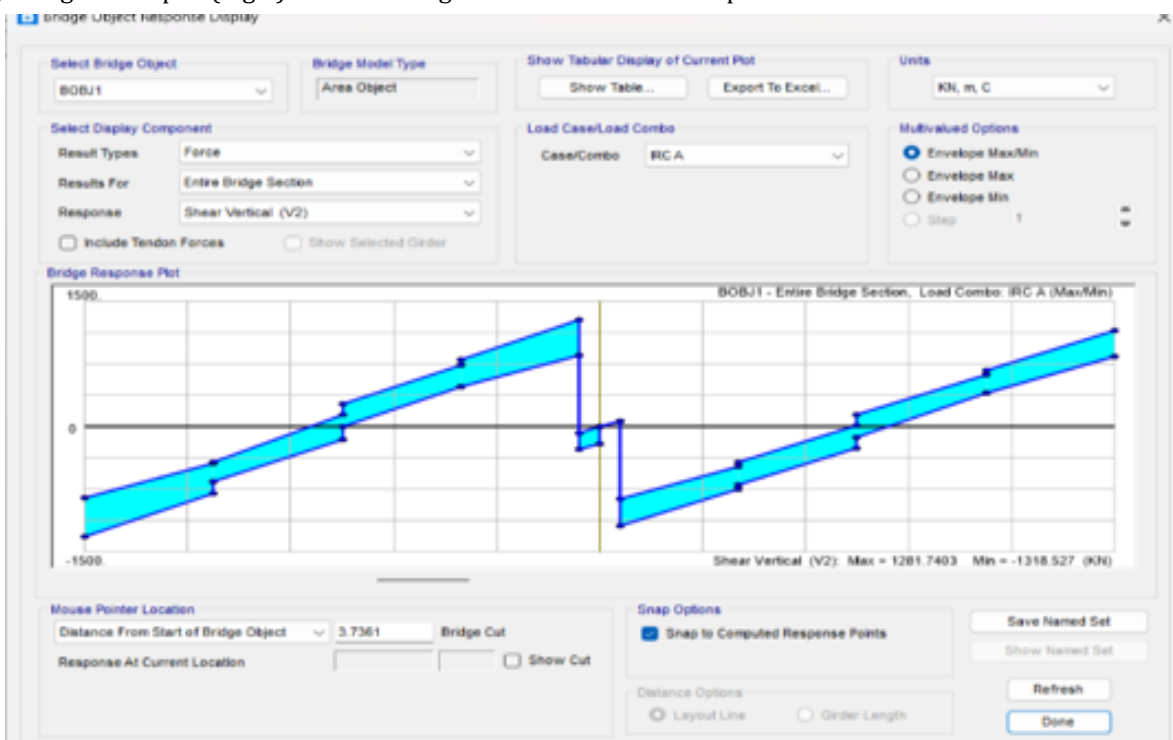 Bridge Object Response Display
Select Bridge Object
BOBJ1
Bridge Model Type
Area Object
Show Tabular Display of Current Plot
Show Table...
Export To Excel...
Units
KN, m, C
Select Display Component
Result Types Force
Results For Entire Bridge Section
Response Shear Vertical (V2)
Include Tendon Forces Show Selected Girder
Load Case/Load Combo
Case/Combo IRC A
Multivalued Options
Envelope Max/Min
Envelope Max
Envelope Min
Step 1
Bridge Response Plot
1500.
BOBJ1 - Entire Bridge Section, Load Combo: IRC A (Max/Min)
0
-1500.
Shear Vertical (V2): Max = 1281.7403 Min = -1318.527 (KN)
Mouse Pointer Location
Distance From Start of Bridge Object 3.7361 Bridge Cut
Response At Current Location Show Cut
Snap Options
Snap to Computed Response Points
Distance Options
Layout Line Girder Length
Save Named Set
Show Named Set
Refresh
Done